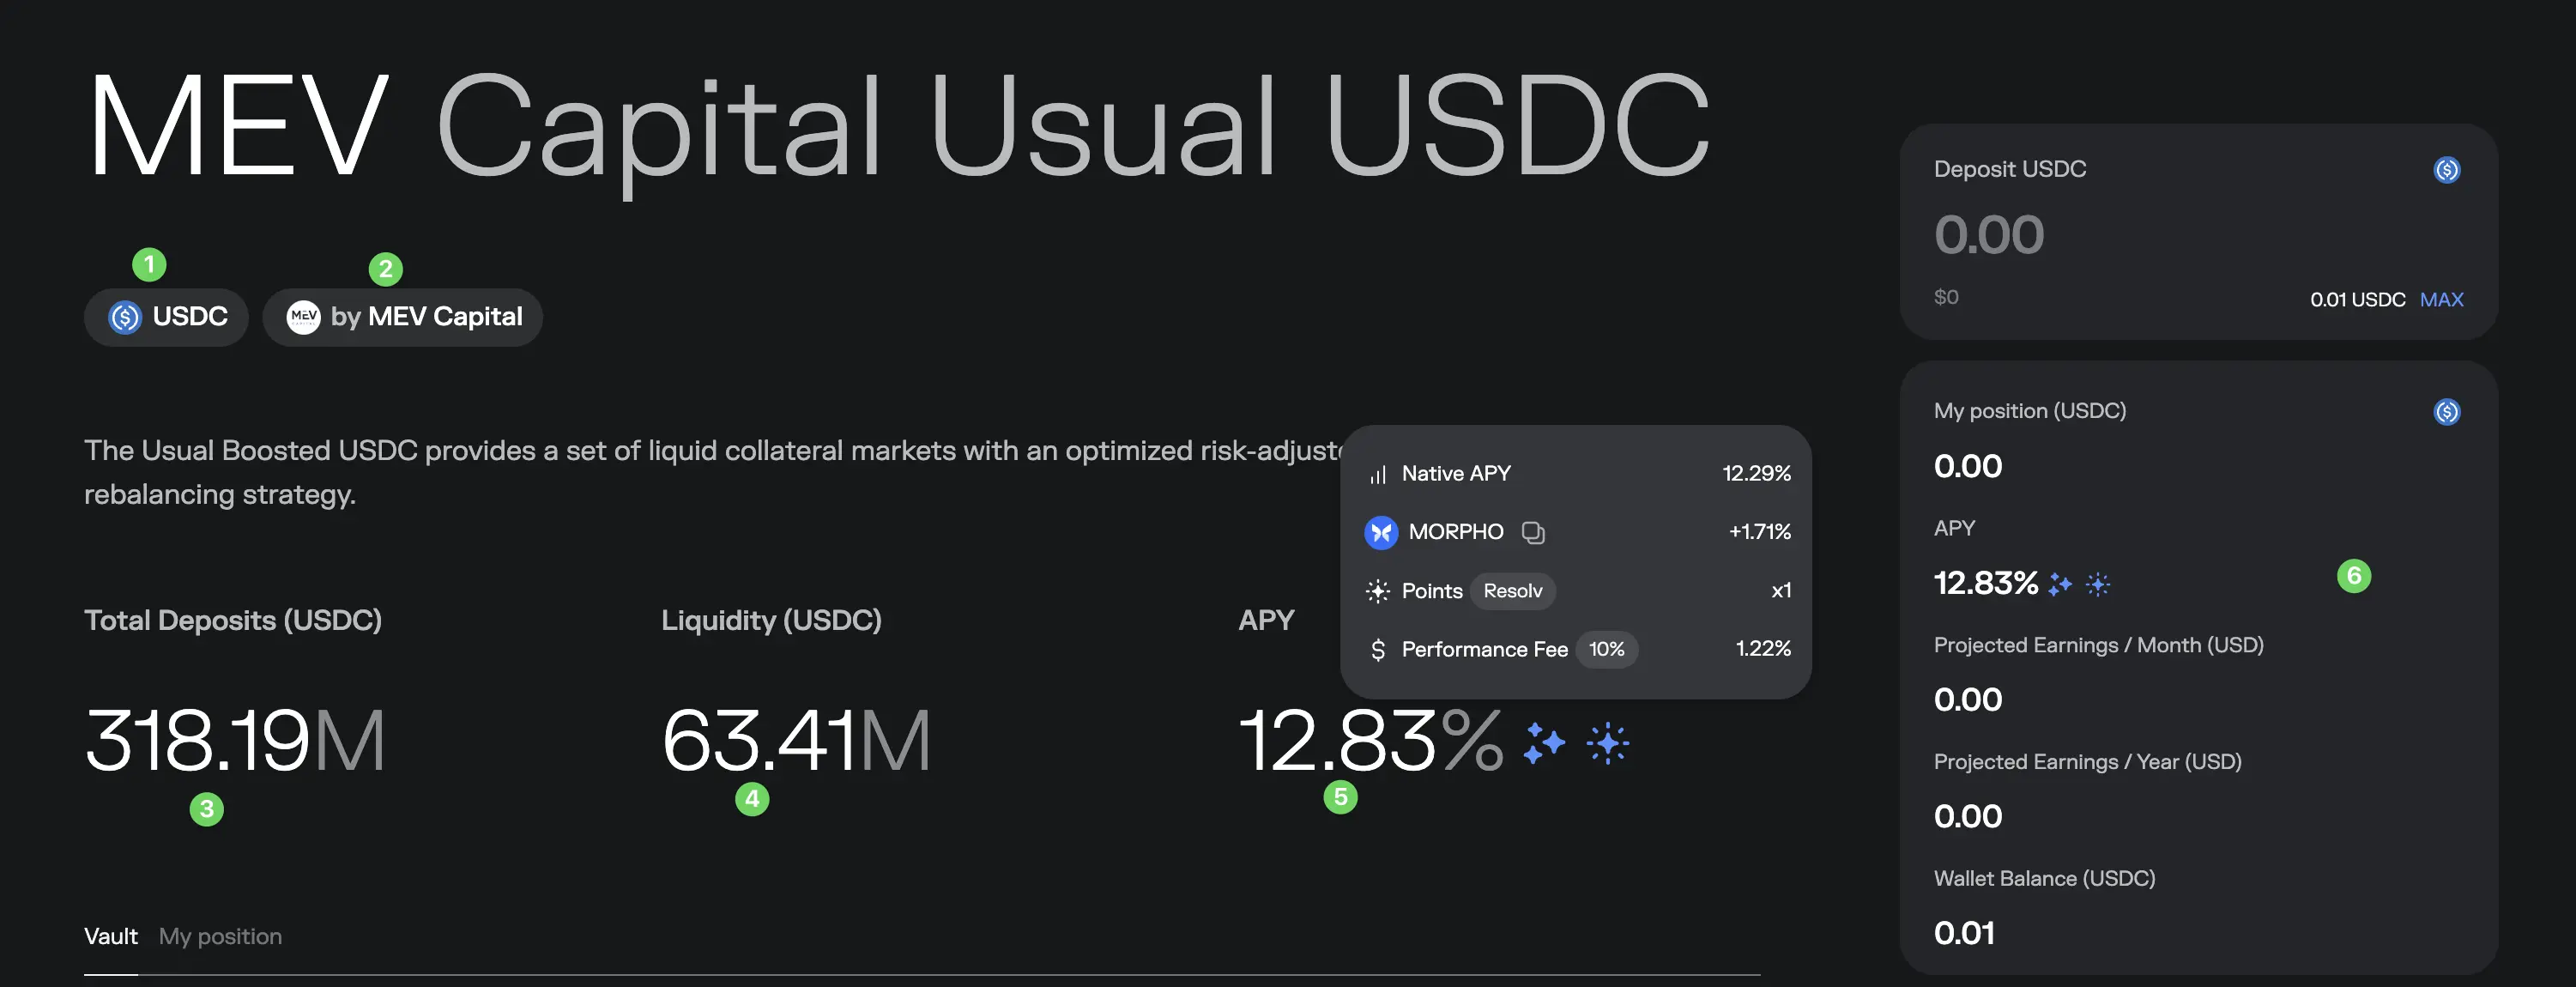 MEV Capital Usual USDC
1
2
USDC
MEV
by MEV Capital
The Usual Boosted USDC provides a set of liquid collateral markets with an optimized
rebalancing strategy.
Total Deposits (USDC)
318.19M
3
Liquidity (USDC)
63.41M
4
APY
12.83%
5
Native APY 12.29%
MORPHO +1.71%
Points Resolv x1
$ Performance Fee 10% 1.22%
Vault My position
Deposit USDC
0.00
$0 0.01 USDC MAX
My position (USDC)
0.00
APY
12.83%
6
Projected Earnings / Month (USD)
0.00
Projected Earnings / Year (USD)
0.00
Wallet Balance (USDC)
0.01